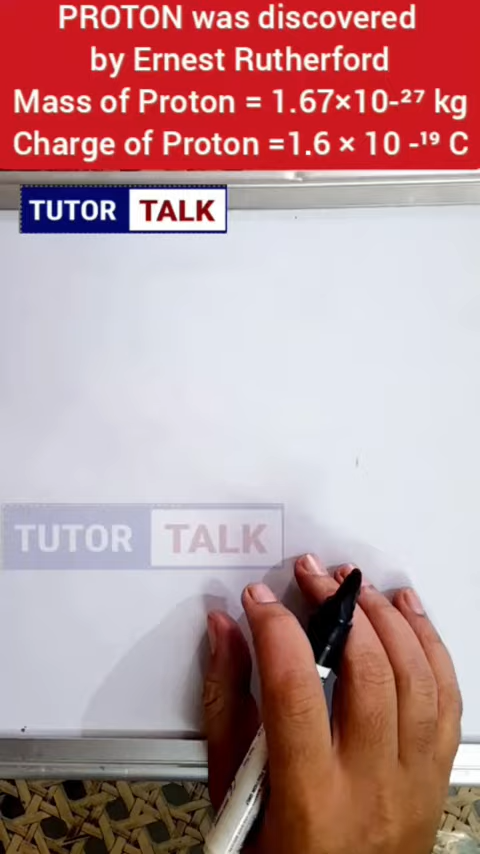 PROTON was discovered
by Ernest Rutherford
Mass of Proton = 1.67×10-²⁷ kg
Charge of Proton =1.6 × 10 -¹⁹ C
TUTOR TALK
TUTOR TALK